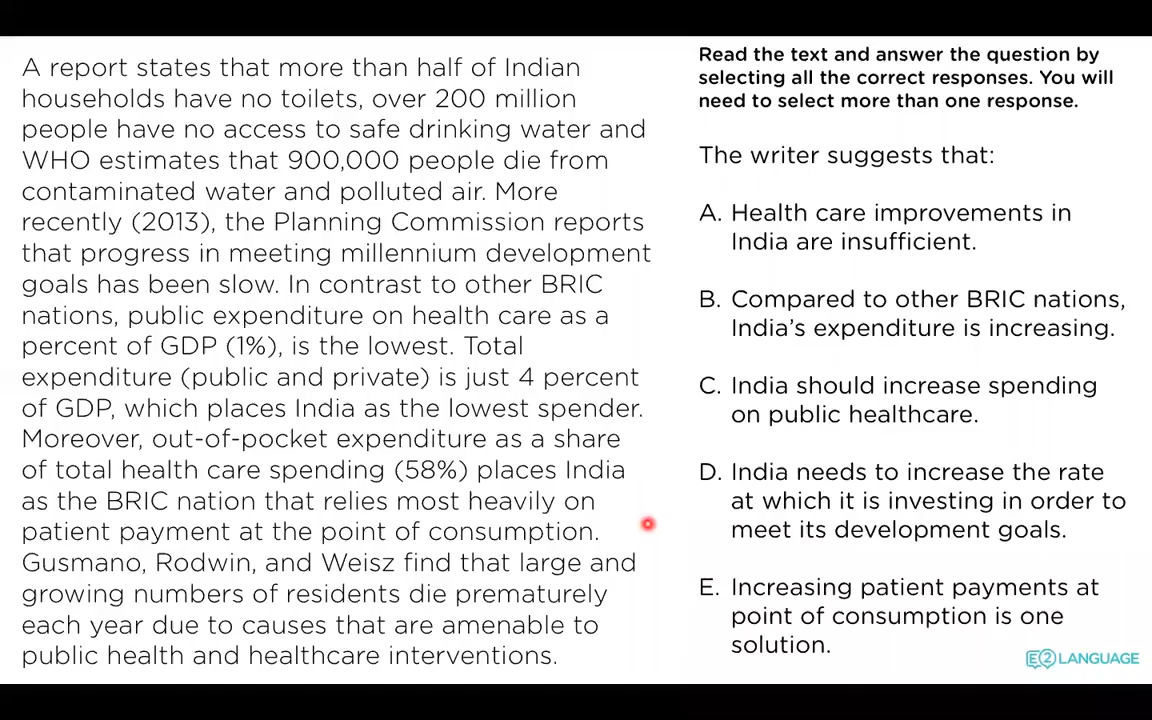 A report states that more than half of Indian
households have no toilets, over 200 million
people have no access to safe drinking water and
WHO estimates that 900,000 people die from
contaminated water and polluted air. More
recently (2013), the Planning Commission reports
that progress in meeting millennium development
goals has been slow. In contrast to other BRIC
nations, public expenditure on health care as a
percent of GDP (1%), is the lowest. Total
expenditure (public and private) is just 4 percent
of GDP, which places India as the lowest spender.
Moreover, out-of-pocket expenditure as a share
of total health care spending (58%) places India
as the BRIC nation that relies most heavily on
patient payment at the point of consumption.
Gusmano, Rodwin, and Weisz find that large and
growing numbers of residents die prematurely
each year due to causes that are amenable to
public health and healthcare interventions.
Read the text and answer the question by
selecting all the correct responses. You will
need to select more than one response.
The writer suggests that:
A. Health care improvements in
India are insufficient.
B. Compared to other BRIC nations,
India's expenditure is increasing.
C. India should increase spending
on public healthcare.
D. India needs to increase the rate
at which it is investing in order to
meet its development goals.
E. Increasing patient payments at
point of consumption is one
solution.
E2 LANGUAGE